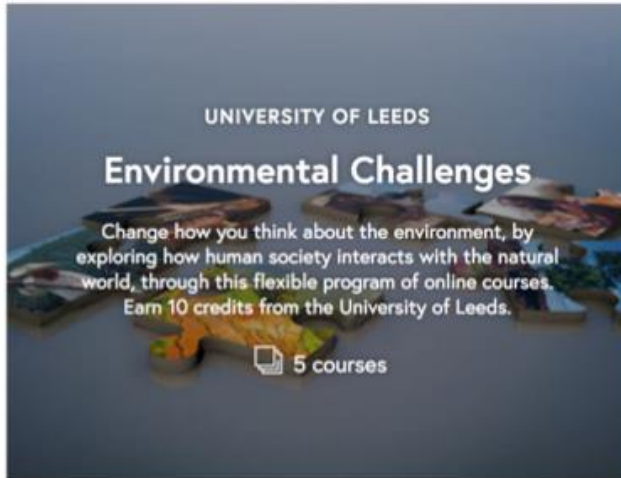 UNIVERSITY OF LEEDS
Environmental Challenges
Change how you think about the environment, by
exploring how human society interacts with the natural
world, through this flexible program of online courses.
Earn 10 credits from the University of Leeds.
5 courses